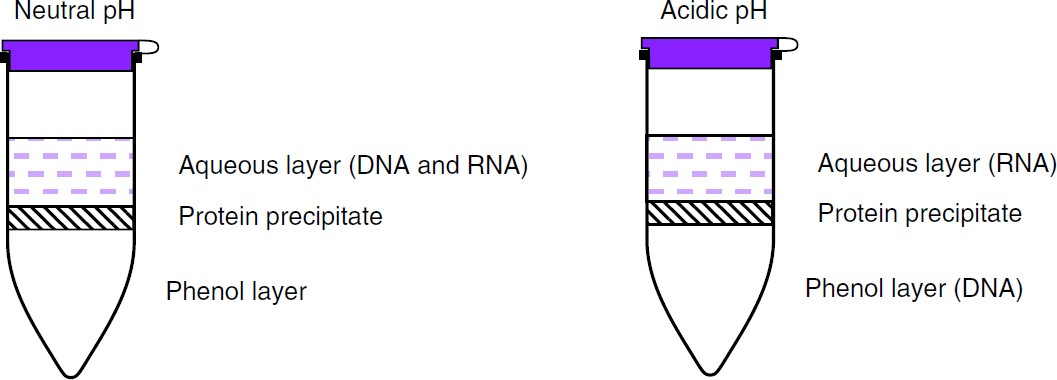 Neutral pH
Aqueous layer (DNA and RNA)
Protein precipitate
Phenol layer
Acidic pH
Aqueous layer (RNA)
Protein precipitate
Phenol layer (DNA)